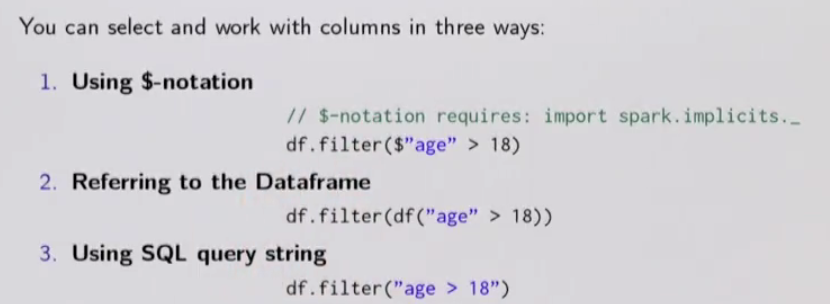 You can select and work with columns in three ways:
1. Using $-notation
// $-notation requires: import spark.implicits._
df.filter($"age" > 18)
2. Referring to the Dataframe
df.filter(df("age" > 18))
3. Using SQL query string
df.filter("age > 18")